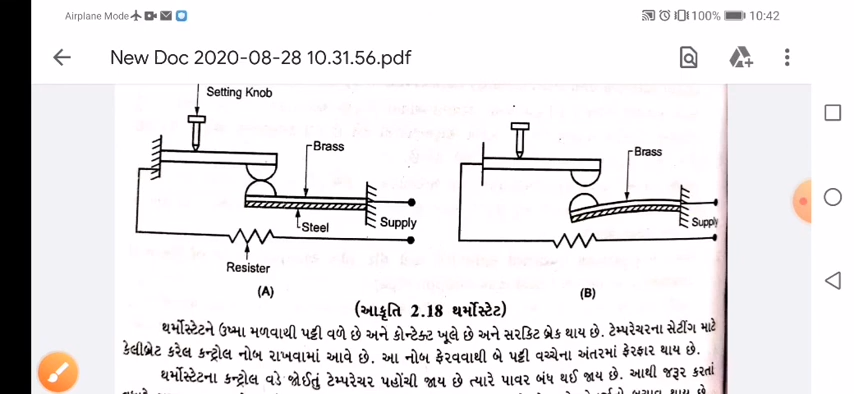 Airplane Mode 100% 10:42
New Doc 2020-08-28 10.31.56.pdf
Setting Knob
Brass
Brass
Steel
Supply
Supply
Resister
(A)
(B)
(આકૃતિ 2.18 થર્મોસ્ટેટ)
થર્મોસ્ટેટને ઉષ્મા મળવાથી પટ્ટી વળે છે અને કોન્ટેક્ટ ખૂલે છે અને સરકિટ બ્રેક થાય છે. ટેમ્પરેચરના સેટીંગ માટે
કેલીબ્રેટ કરેલ કન્ટ્રોલ નોબ રાખવામાં આવે છે. આ નોબ ફેરવવાથી બે પટ્ટી વચ્ચેના અંતરમાં ફેરફાર થાય છે.
થર્મોસ્ટેટના કન્ટ્રોલ વડે જોઈતું ટેમ્પરેચર પહોંચી જાય છે ત્યારે પાવર બંધ થઈ જાય છે. આથી જરૂર કરતાં